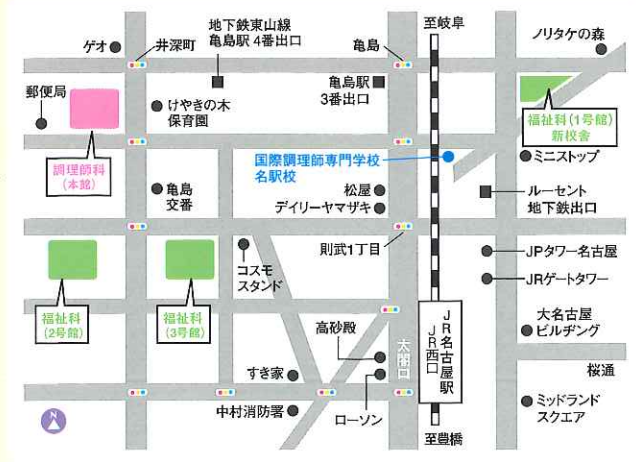 地下鉄東山線
亀島駅 4番出口
至岐阜
ゲオ
井深町
亀島
ノリタケの森
郵便局
けやきの木
保育園
亀島駅
3番出口
福祉科(1号館)
新校舎
調理師科
(本館)
国際調理師専門学校
名駅校
ミニストップ
亀島
交番
松屋
デイリーヤマザキ
ルーセント
地下鉄出口
則武1丁目
コスモ
スタンド
JPタワー名古屋
JRゲートタワー
福祉科
(2号館)
福祉科
(3号館)
高砂殿
太閤口
JR名古屋駅
JR西口
大名古屋
ビルヂング
桜通
すき家
中村消防署
ローソン
ミッドランド
スクエア
至豊橋
N